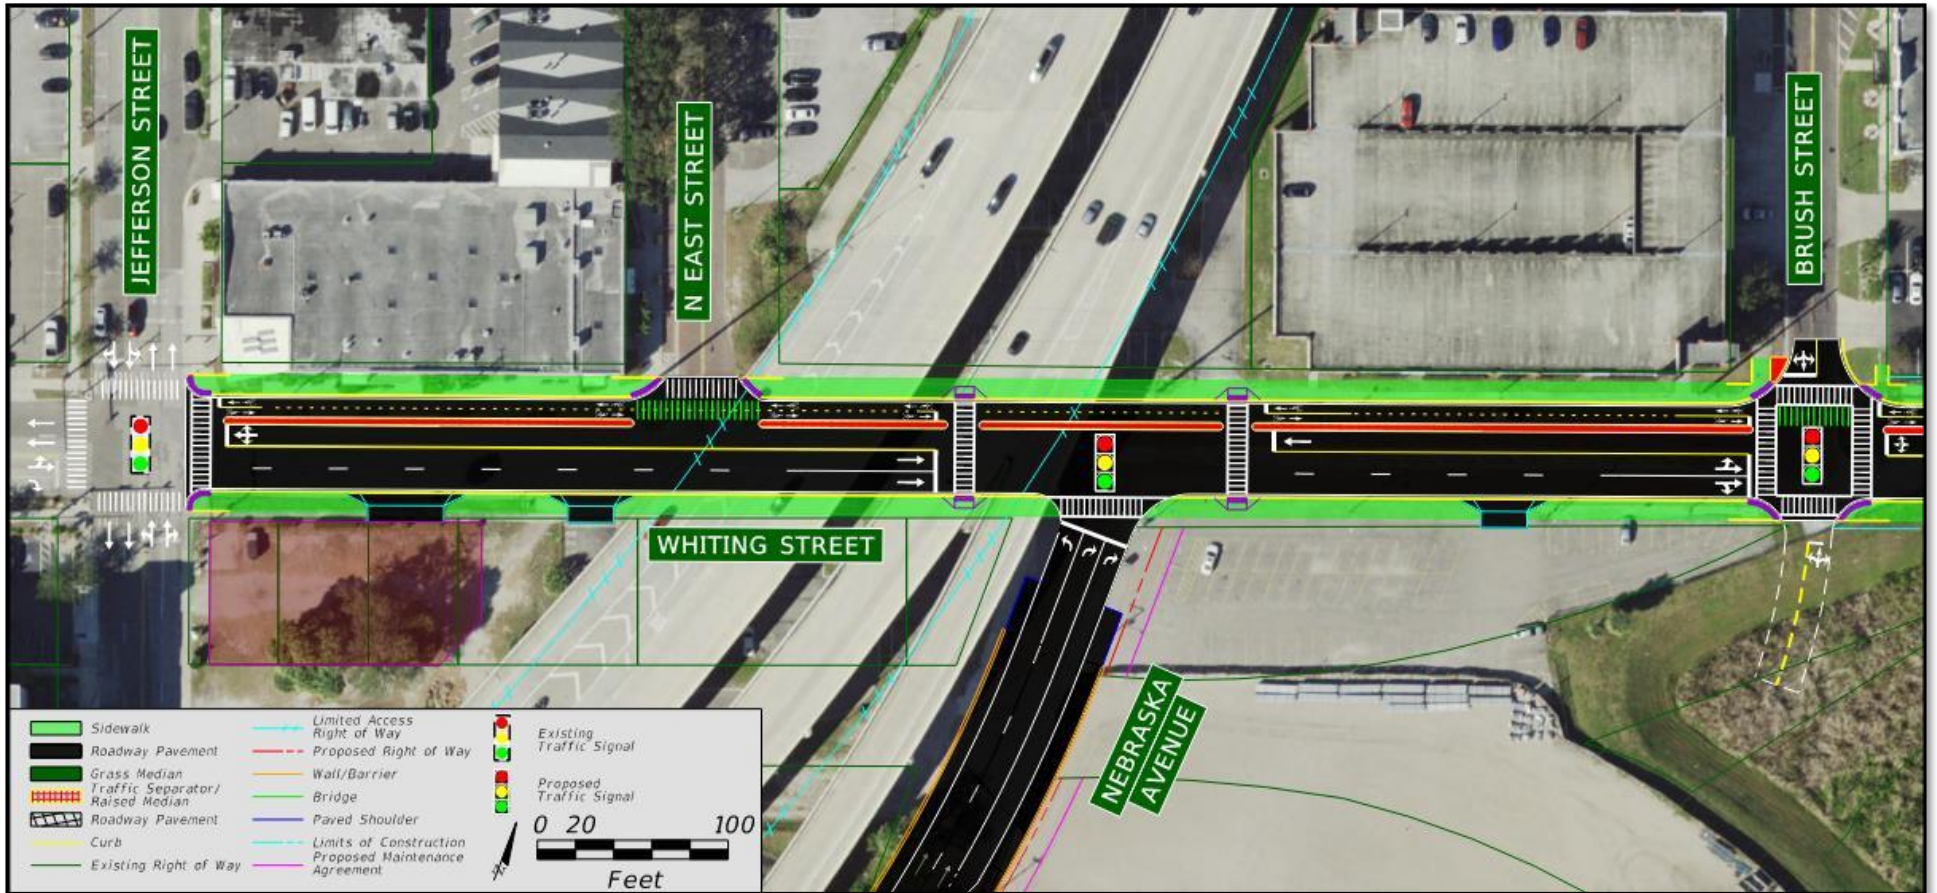 JEFFERSON STREET
N EAST STREET
BRUSH STREET
WHITING STREET
NEBRASKA
AVENUE
Sidewalk
Roadway Pavement
Grass Median
Traffic Separator/
Raised Median
Roadway Pavement
Curb
Existing Right of Way
Limited Access
Right of Way
Proposed Right of Way
Wall/Barrier
Bridge
Paved Shoulder
Limits of Construction
Proposed Maintenance
Agreement
Existing
Traffic Signal
Proposed
Traffic Signal
0 20 100
Feet